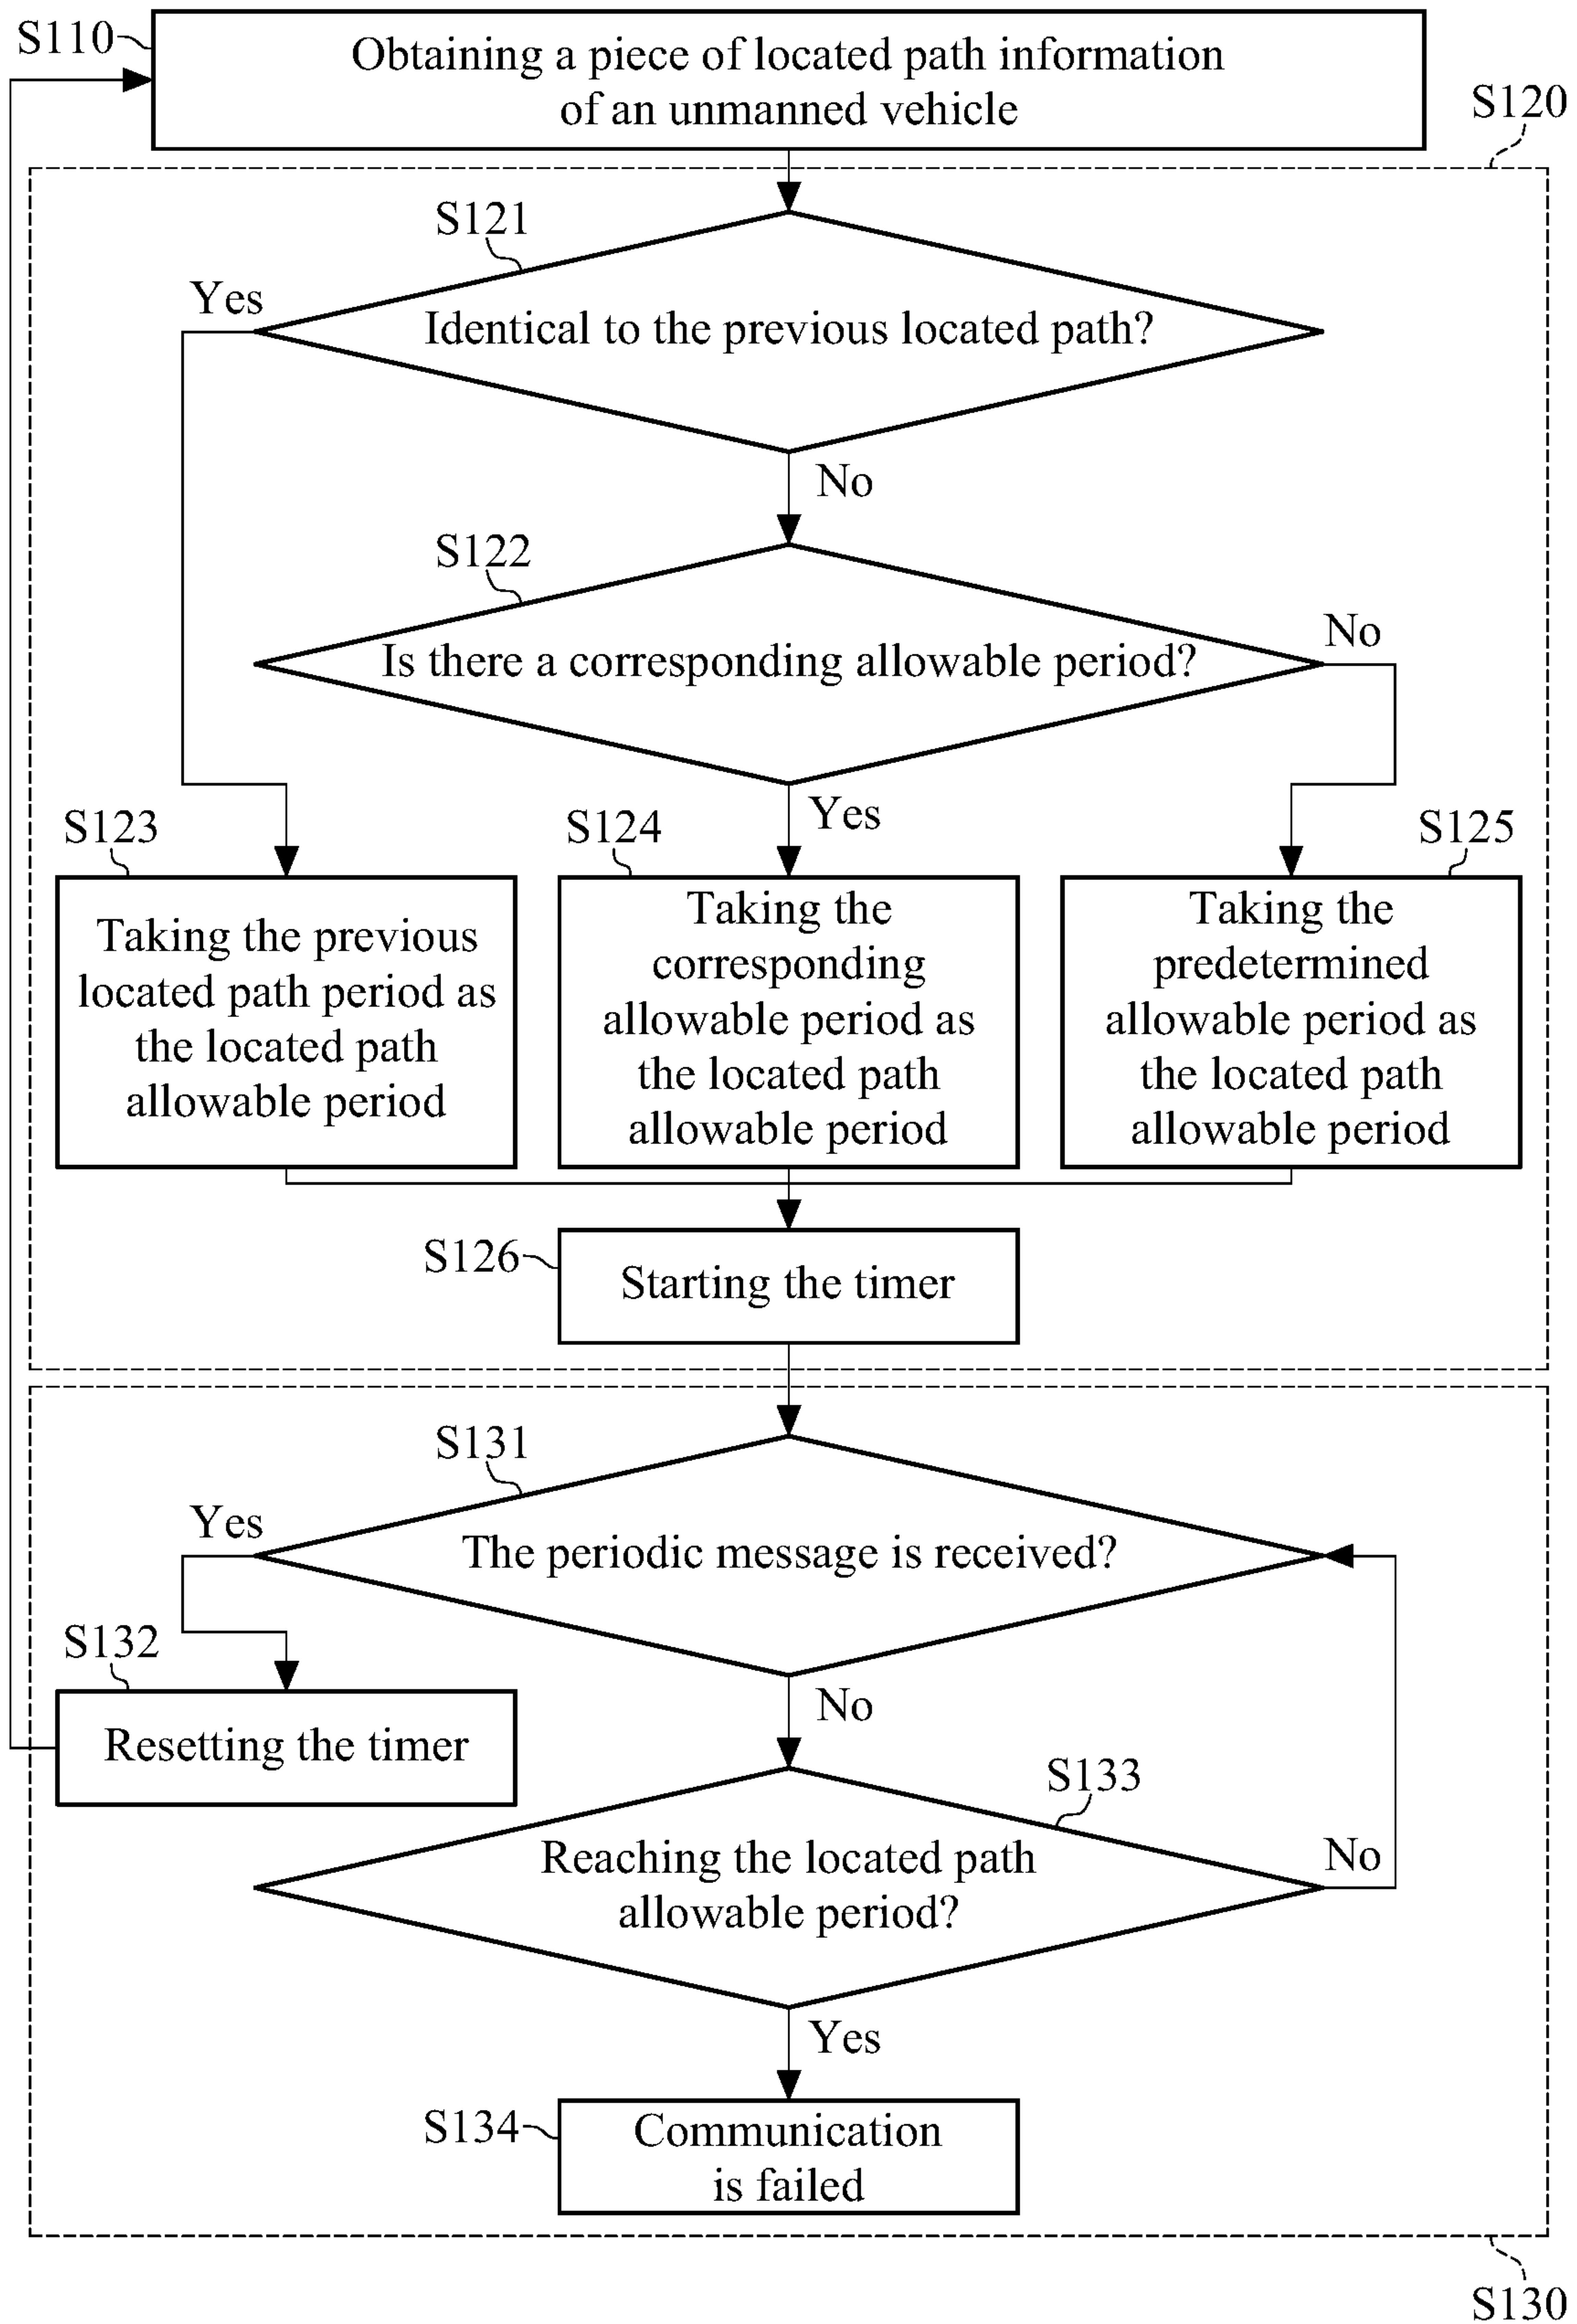 S110
Obtaining a piece of located path information
of an unmanned vehicle
S120
S121
Yes
Identical to the previous located path?
No
S122
No
Is there a corresponding allowable period?
Yes
S123
Taking the previous
located path period as
the located path
allowable period
S124
Taking the
corresponding
allowable period as
the located path
allowable period
S125
Taking the
predetermined
allowable period as
the located path
allowable period
S126
Starting the timer
S131
Yes
The periodic message is received?
No
S132
Resetting the timer
S133
Reaching the located path
allowable period?
No
Yes
S134
Communication
is failed
S130